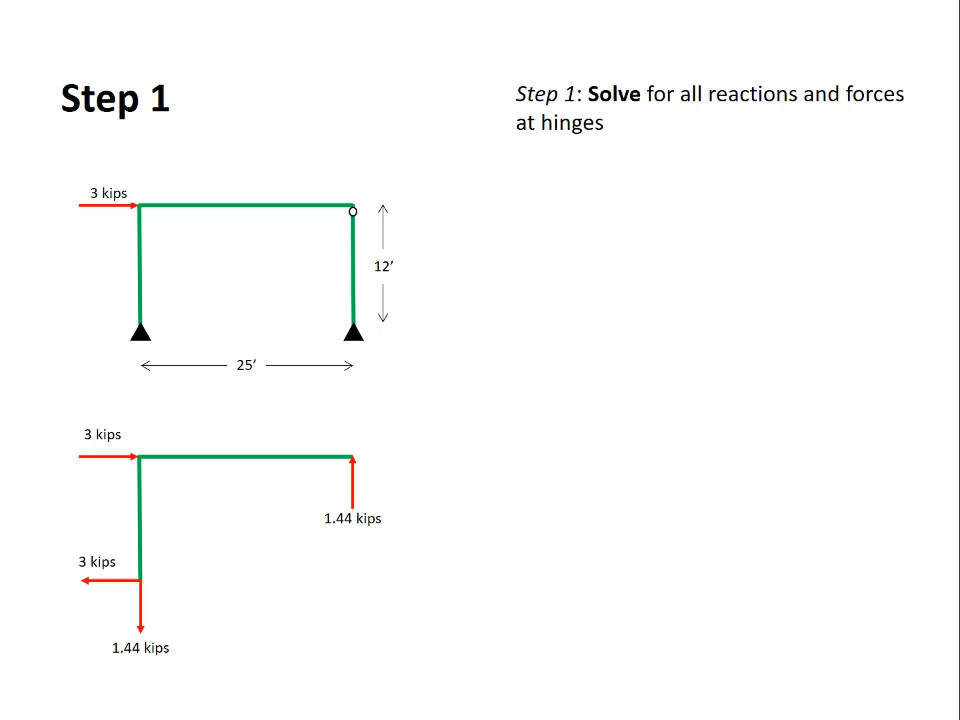 Step 1
Step 1: Solve for all reactions and forces
at hinges
3 kips
12’
25’
3 kips
1.44 kips
3 kips
1.44 kips